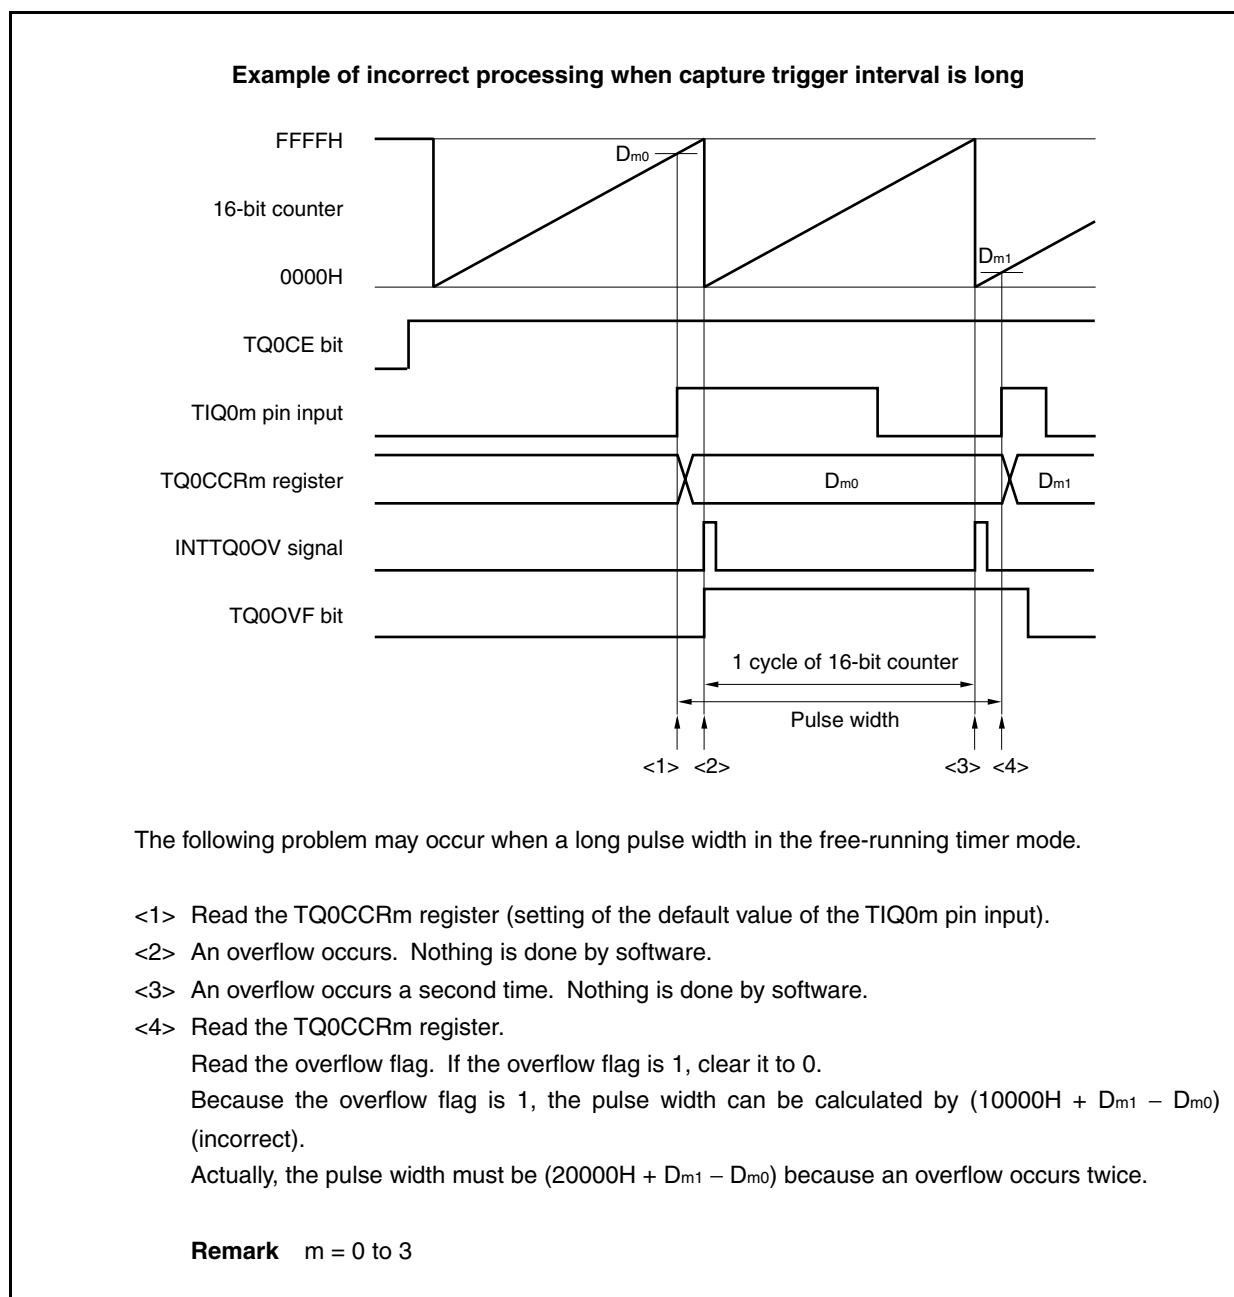 Example of incorrect processing when capture trigger interval is long
FFFFH
Dm0
16-bit counter
Dm1
0000H
TQ0CE bit
TIQ0m pin input
TQ0CCRm register
Dm0
Dm1
INTTQ0OV signal
TQ0OVF bit
1 cycle of 16-bit counter
Pulse width
<1> <2> <3> <4>
The following problem may occur when a long pulse width in the free-running timer mode.
<1> Read the TQ0CCRm register (setting of the default value of the TIQ0m pin input).
<2> An overflow occurs. Nothing is done by software.
<3> An overflow occurs a second time. Nothing is done by software.
<4> Read the TQ0CCRm register.
Read the overflow flag. If the overflow flag is 1, clear it to 0.
Because the overflow flag is 1, the pulse width can be calculated by (10000H + Dm1 – Dm0)
(incorrect).
Actually, the pulse width must be (20000H + Dm1 – Dm0) because an overflow occurs twice.
Remark m = 0 to 3